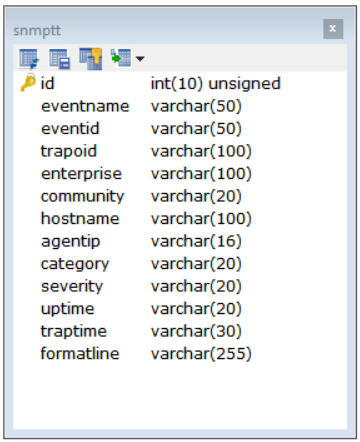 snmptt
id int(10) unsigned
eventname varchar(50)
eventid varchar(50)
trapoid varchar(100)
enterprise varchar(100)
community varchar(20)
hostname varchar(100)
agentip varchar(16)
category varchar(20)
severity varchar(20)
uptime varchar(20)
traptime varchar(30)
formatline varchar(255)